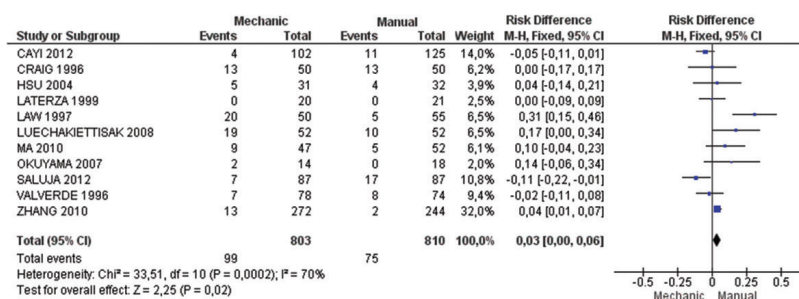 Mechanic Manual Risk Difference Risk Difference
Study or Subgroup Events Total Events Total Weight M-H, Fixed, 95% CI M-H, Fixed, 95% CI
CAYI 2012 4 102 11 125 14,0% -0,05 [-0,11, 0,01]
CRAIG 1996 13 50 13 50 6,2% 0,00 [-0,17, 0,17]
HSU 2004 5 31 4 32 3,9% 0,04 [-0,14, 0,21]
LATERZA 1999 0 20 0 21 2,5% 0,00 [-0,09, 0,09]
LAW 1997 20 50 5 55 6,5% 0,31 [0,15, 0,46]
LUECHAKIETTISAK 2008 19 52 10 52 6,5% 0,17 [0,00, 0,34]
MA 2010 9 47 5 52 6,1% 0,10 [-0,04, 0,23]
OKUYAMA 2007 2 14 0 18 2,0% 0,14 [-0,06, 0,34]
SALUJA 2012 7 87 17 87 10,8% -0,11 [-0,22, -0,01]
VALVERDE 1996 7 78 8 74 9,4% -0,02 [-0,11, 0,08]
ZHANG 2010 13 272 2 244 32,0% 0,04 [0,01, 0,07]
Total (95% CI) 803 810 100,0% 0,03 [0,00, 0,06]
Total events 99 75
Heterogeneity: Chi² = 33,51, df = 10 (P = 0,0002); I² = 70%
Test for overall effect: Z = 2,25 (P = 0,02)
-0.5 -0.25 0 0.25 0.5
Mechanic Manual